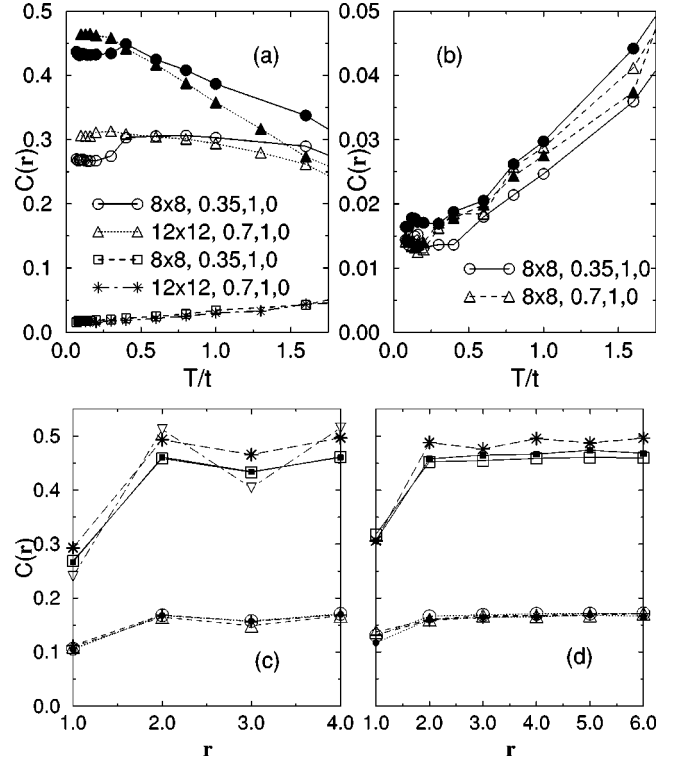 0.5
0.4
0.3
0.2
0.1
0.0
C(r)
(a)
8x8, 0.35,1,0
12x12, 0.7,1,0
8x8, 0.35,1,0
12x12, 0.7,1,0
0.0 0.5 1.0 1.5
T/t
0.05
0.04
0.03
0.02
0.01
0.00
C(r)
(b)
8x8, 0.35,1,0
8x8, 0.7,1,0
0.0 0.5 1.0 1.5
T/t
0.5
0.4
0.3
0.2
0.1
0.0
C(r)
(c)
1.0 2.0 3.0 4.0
r
(d)
1.0 2.0 3.0 4.0 5.0 6.0
r